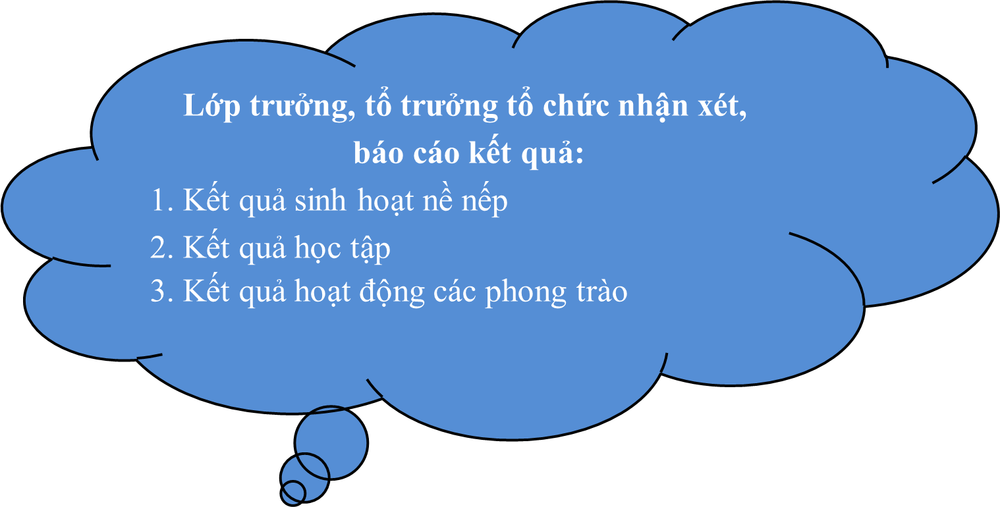 Lớp trưởng, tổ trưởng tổ chức nhận xét,
báo cáo kết quả:
1. Kết quả sinh hoạt nề nếp
2. Kết quả học tập
3. Kết quả hoạt động các phong trào